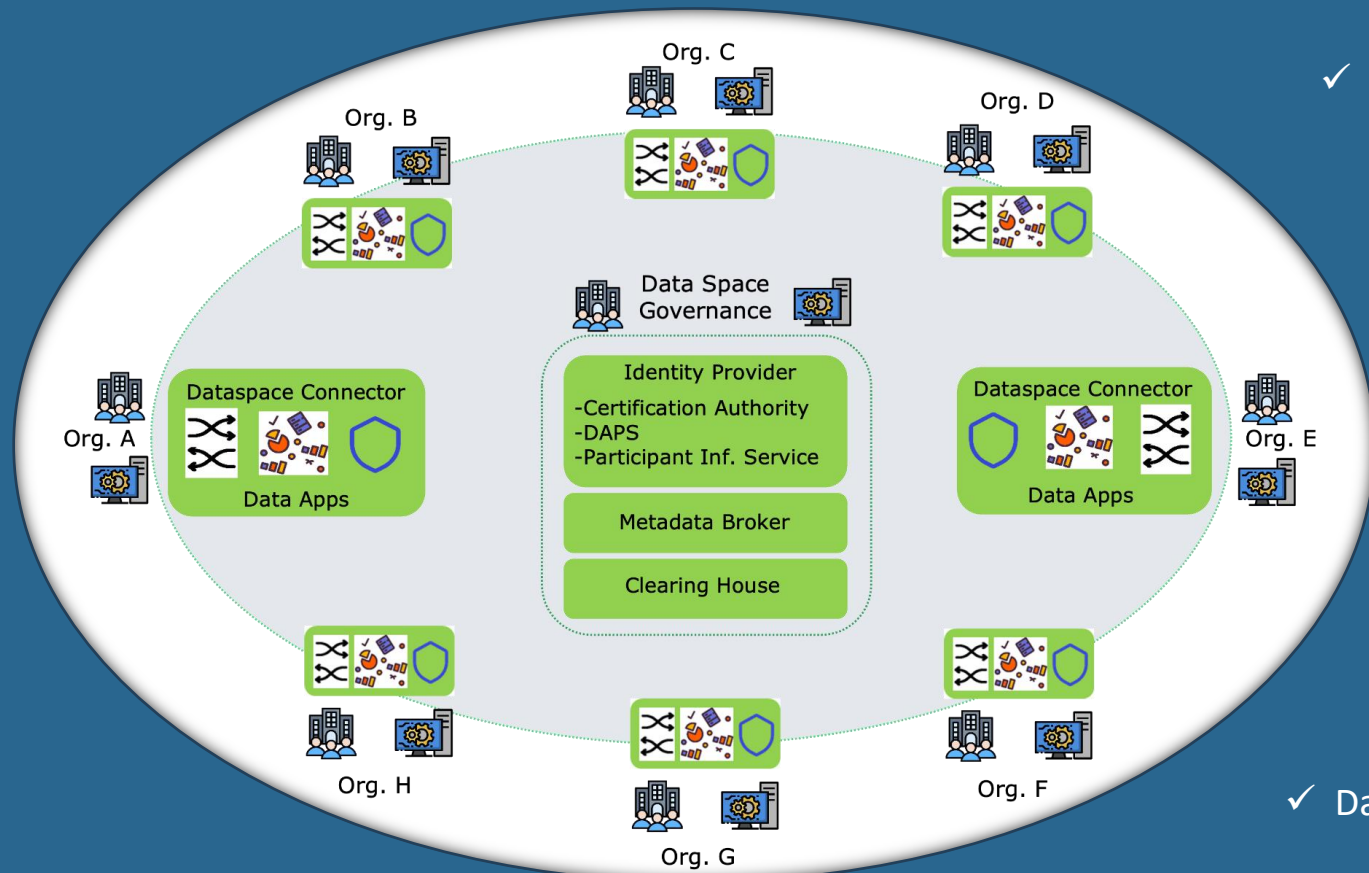 Org. C
Org. D
Org. B
Data Space
Governance
Identity Provider
-Certification Authority
-DAPS
-Participant Inf. Service
Metadata Broker
Clearing House
Org. A
Dataspace Connector
Data Apps
Dataspace Connector
Data Apps
Org. E
Org. H
Org. G
Org. F
✓
✓ Da